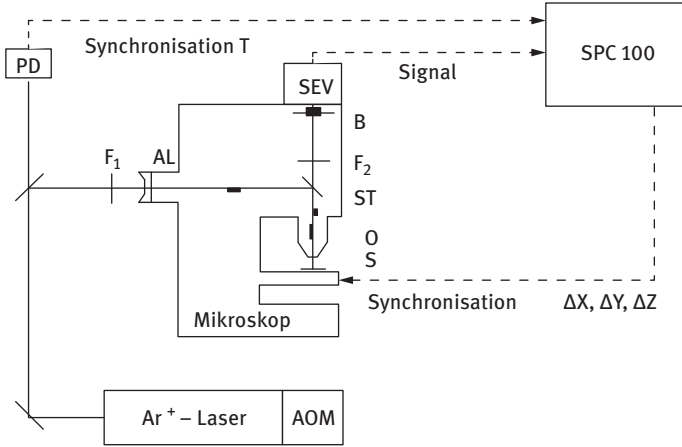 Synchronisation T
SPC 100
PD
Signal
SEV
B
F₁
AL
F₂
ST
O
S
Synchronisation
ΔX, ΔY, ΔZ
Mikroskop
Ar⁺ – Laser
AOM